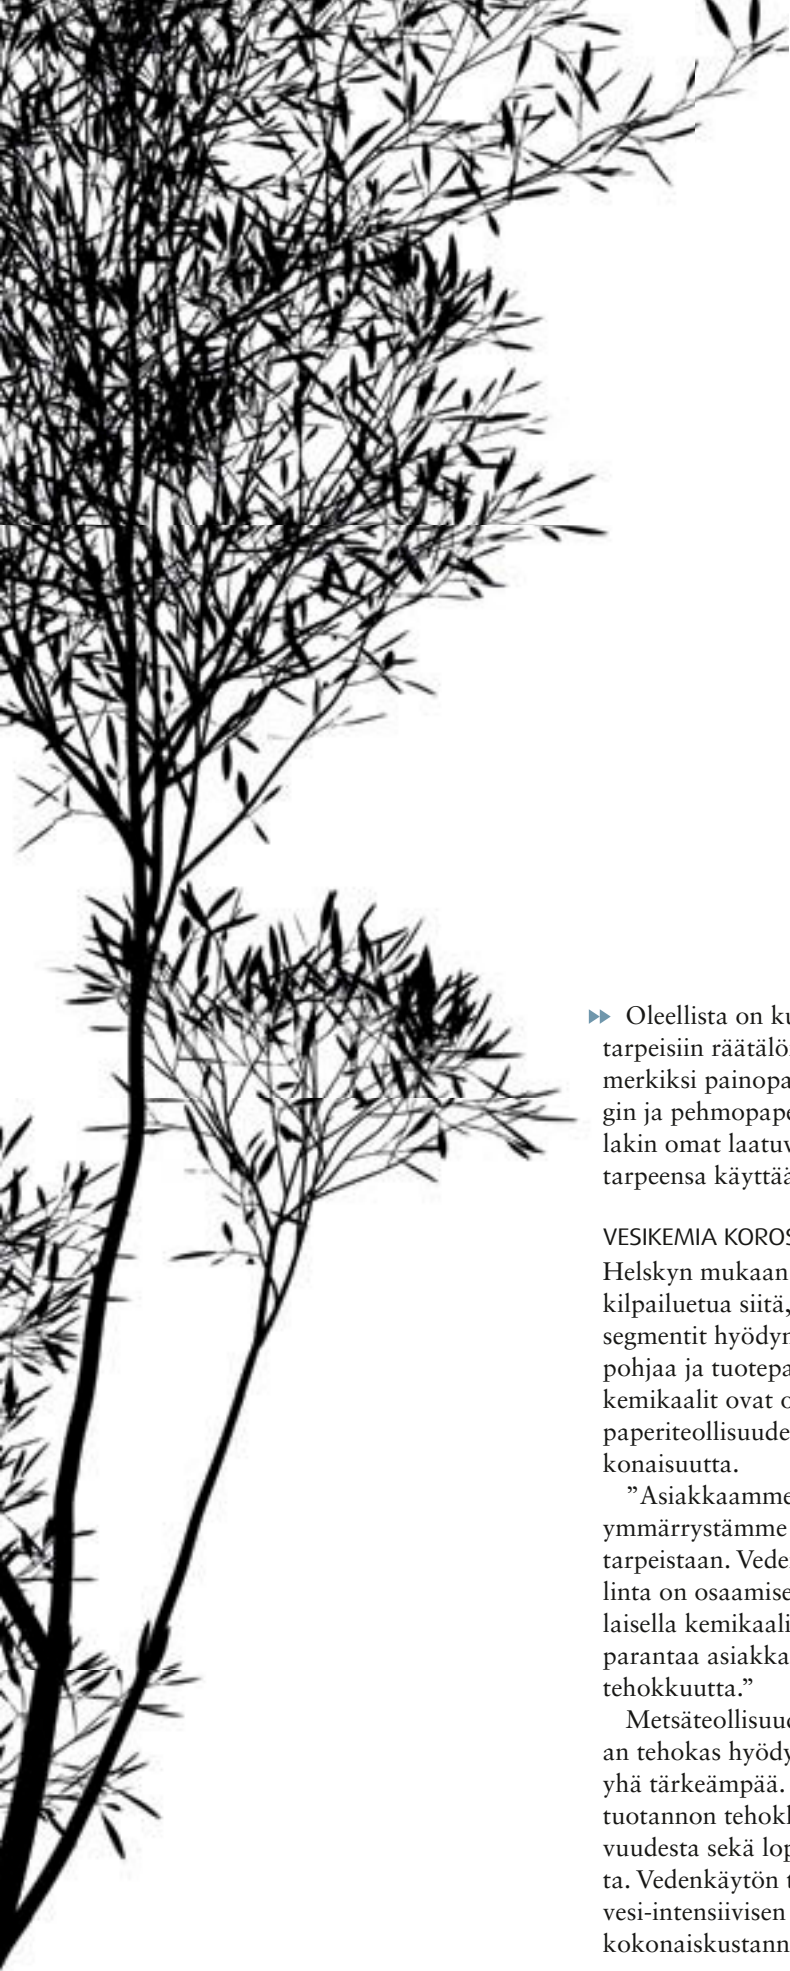 Oleellista on ku
tarpeisiin räätälö
merkiksi painopa
gin ja pehmopape
lakin omat laatuv
tarpeensa käyttää
VESIKEMIA KOROS
Helskyn mukaan
kilpailuetua siitä,
segmentit hyödyn
pohjaa ja tuotepa
kemikaalit ovat o
paperiteollisuude
konaisuutta.
”Asiakkaamme
ymmärrystämme
tarpeistaan. Vede
linta on osaamise
laisella kemikaali
parantaa asiakka
tehokkuutta.”
Metsäteollisuud
an tehokas hyödy
yhä tärkeämpää.
tuotannon tehokk
vuudesta sekä lop
ta. Vedenkäytön t
vesi-intensiivisen
kokonaiskustann